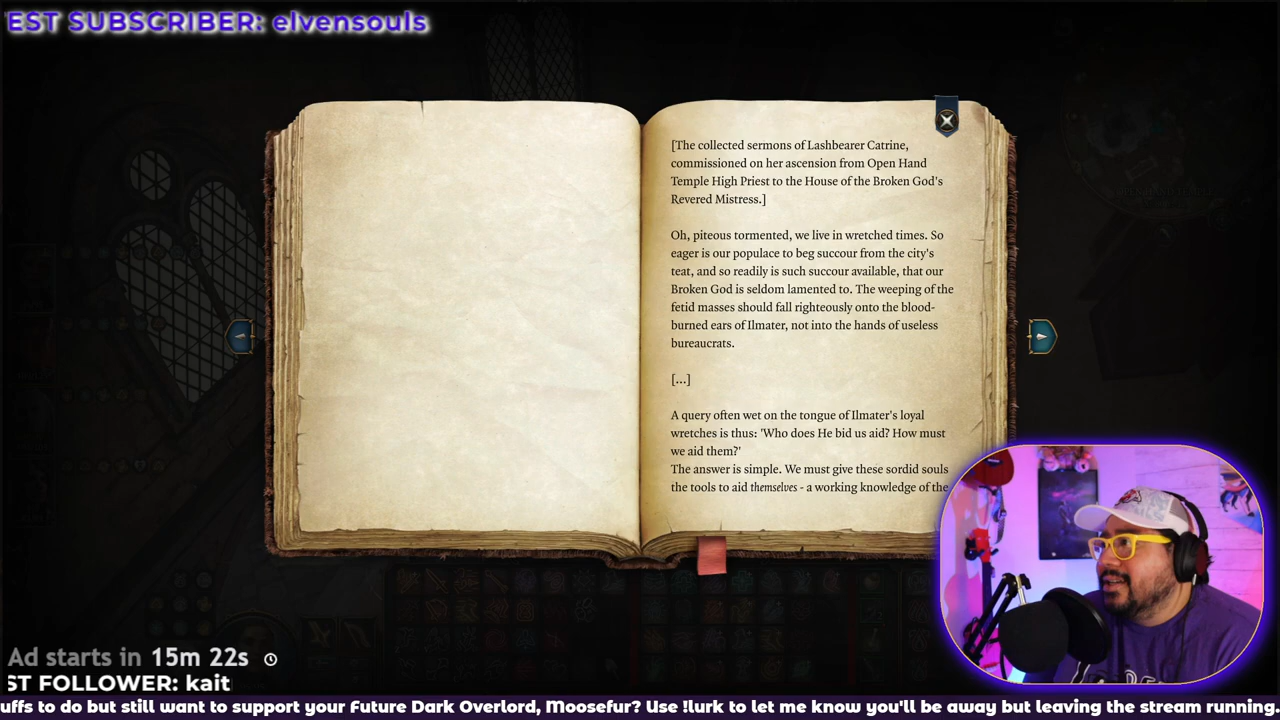 EST SUBSCRIBER: elvensouls
[The collected sermons of Lashbearer Catrine,
commissioned on her ascension from Open Hand
Temple High Priest to the House of the Broken God's
Revered Mistress.]
Oh, piteous tormented, we live in wretched times. So
eager is our populace to beg succour from the city's
teat, and so readily is such succour available, that our
Broken God is seldom lamented to. The weeping of the
fetid masses should fall righteously onto the blood-
burned ears of Ilmater, not into the hands of useless
bureaucrats.
[...]
A query often wet on the tongue of Ilmater's loyal
wretches is thus: 'Who does He bid us aid? How must
we aid them?'
The answer is simple. We must give these sordid souls
the tools to aid themselves - a working knowledge of the
Ad starts in 15m 22s
ST FOLLOWER: kait
uffs to do but still want to support your Future Dark Overlord, Moosefur? Use !lurk to let me know you'll be away but leaving the stream running.